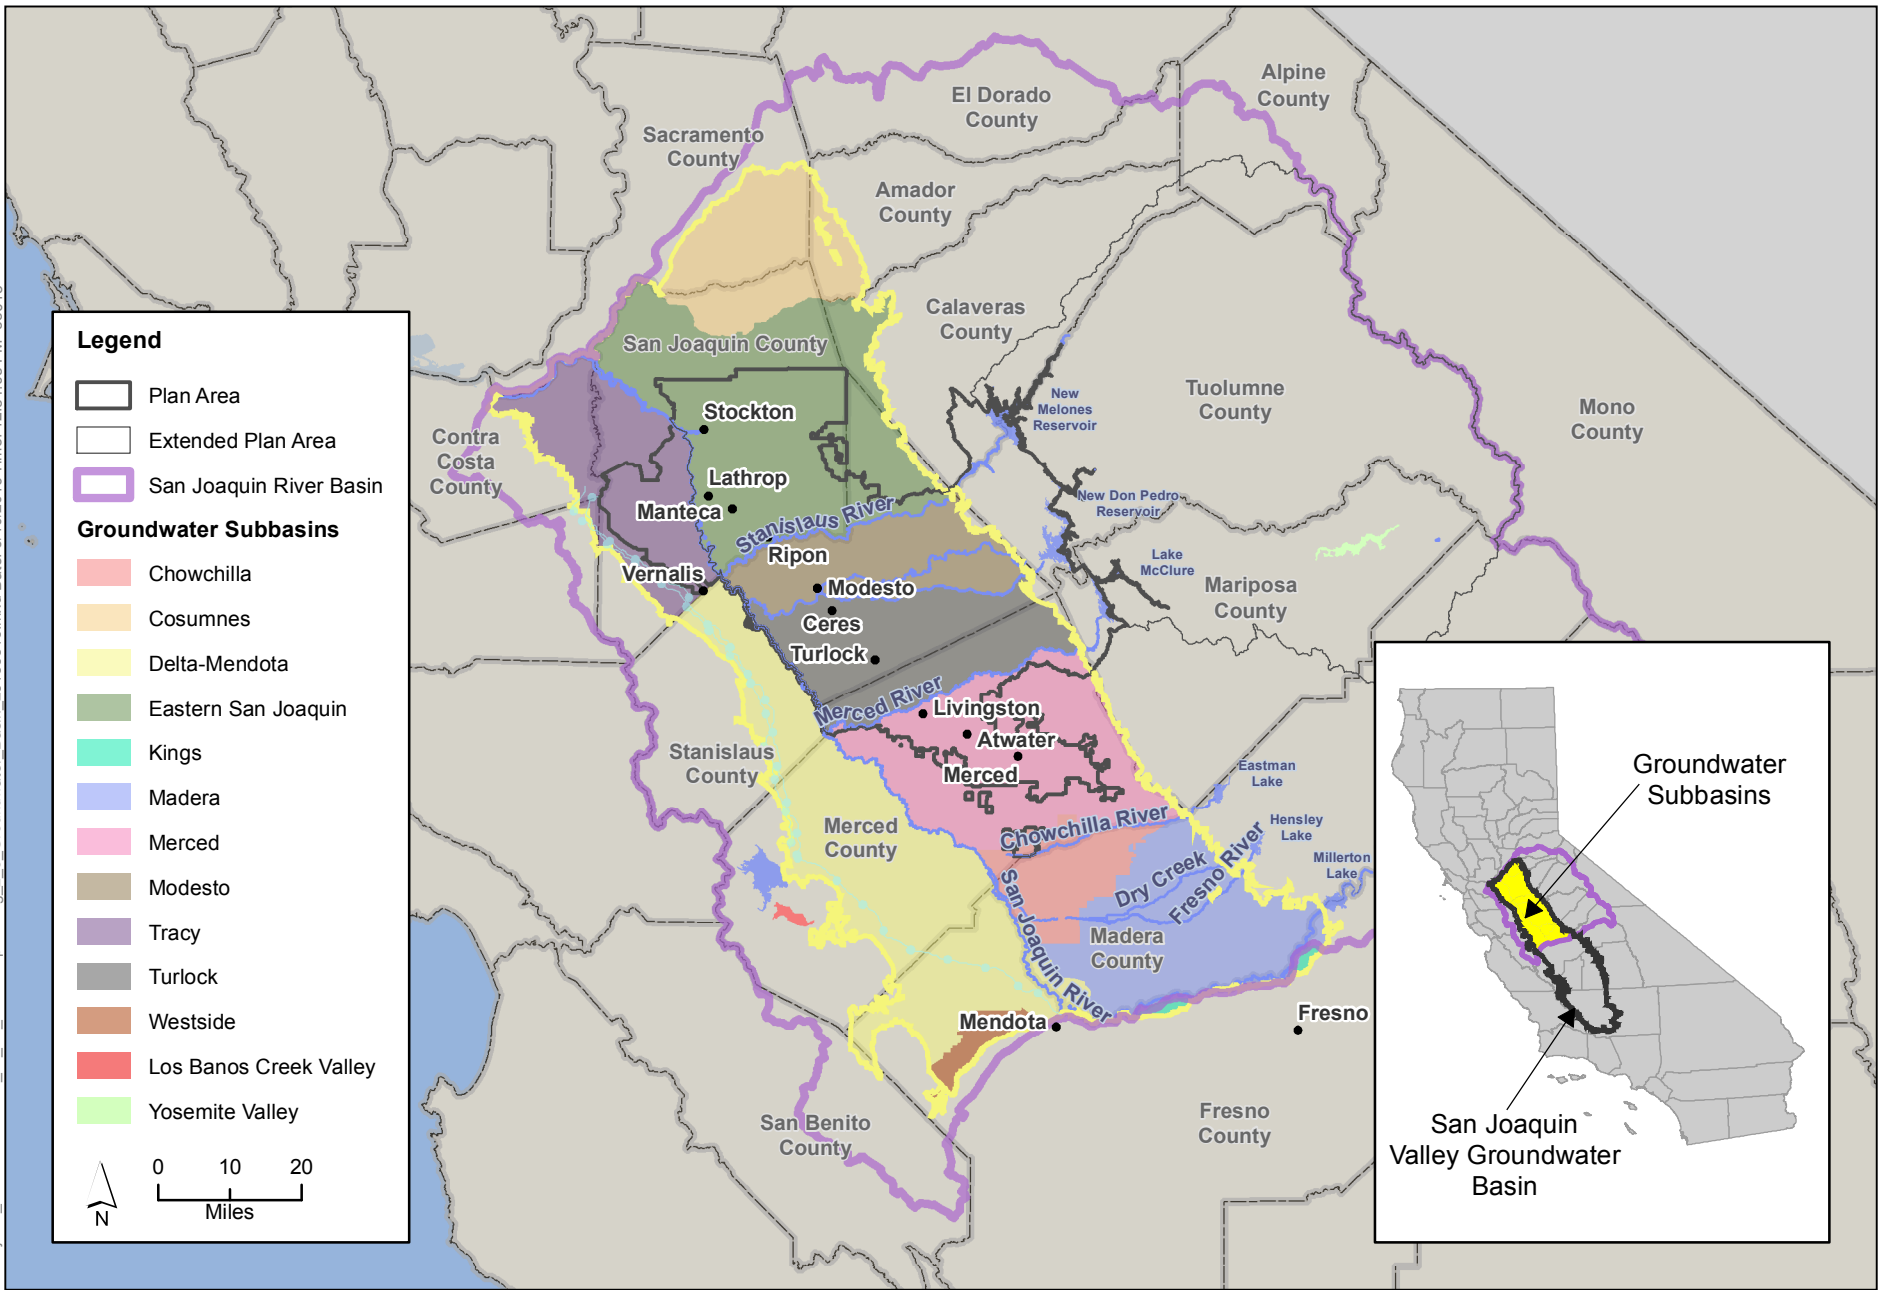 El Dorado
County
Alpine
County
Sacramento
County
Amador
County
Calaveras
County
San Joaquin County
Tuolumne
County
Mono
County
New
Melones
Reservoir
Stockton
Contra
Costa
County
Lathrop
Manteca
Stanislaus River
New Don Pedro
Reservoir
Ripon
Lake
McClure
Vernalis
Modesto
Mariposa
County
Ceres
Turlock
Merced River
Livingston
Atwater
Merced
Stanislaus
County
Eastman
Lake
Merced
County
Chowchilla River
Hensley
Lake
Millerton
Lake
Dry Creek
Fresno River
San Joaquin River
Madera
County
Mendota
Fresno
San Benito
County
Fresno
County
Legend
Plan Area
Extended Plan Area
San Joaquin River Basin
Groundwater Subbasins
Chowchilla
Cosumnes
Delta-Mendota
Eastern San Joaquin
Kings
Madera
Merced
Modesto
Tracy
Turlock
Westside
Los Banos Creek Valley
Yosemite Valley
0 10 20
Miles
N
Groundwater
Subbasins
San Joaquin
Valley Groundwater
Basin